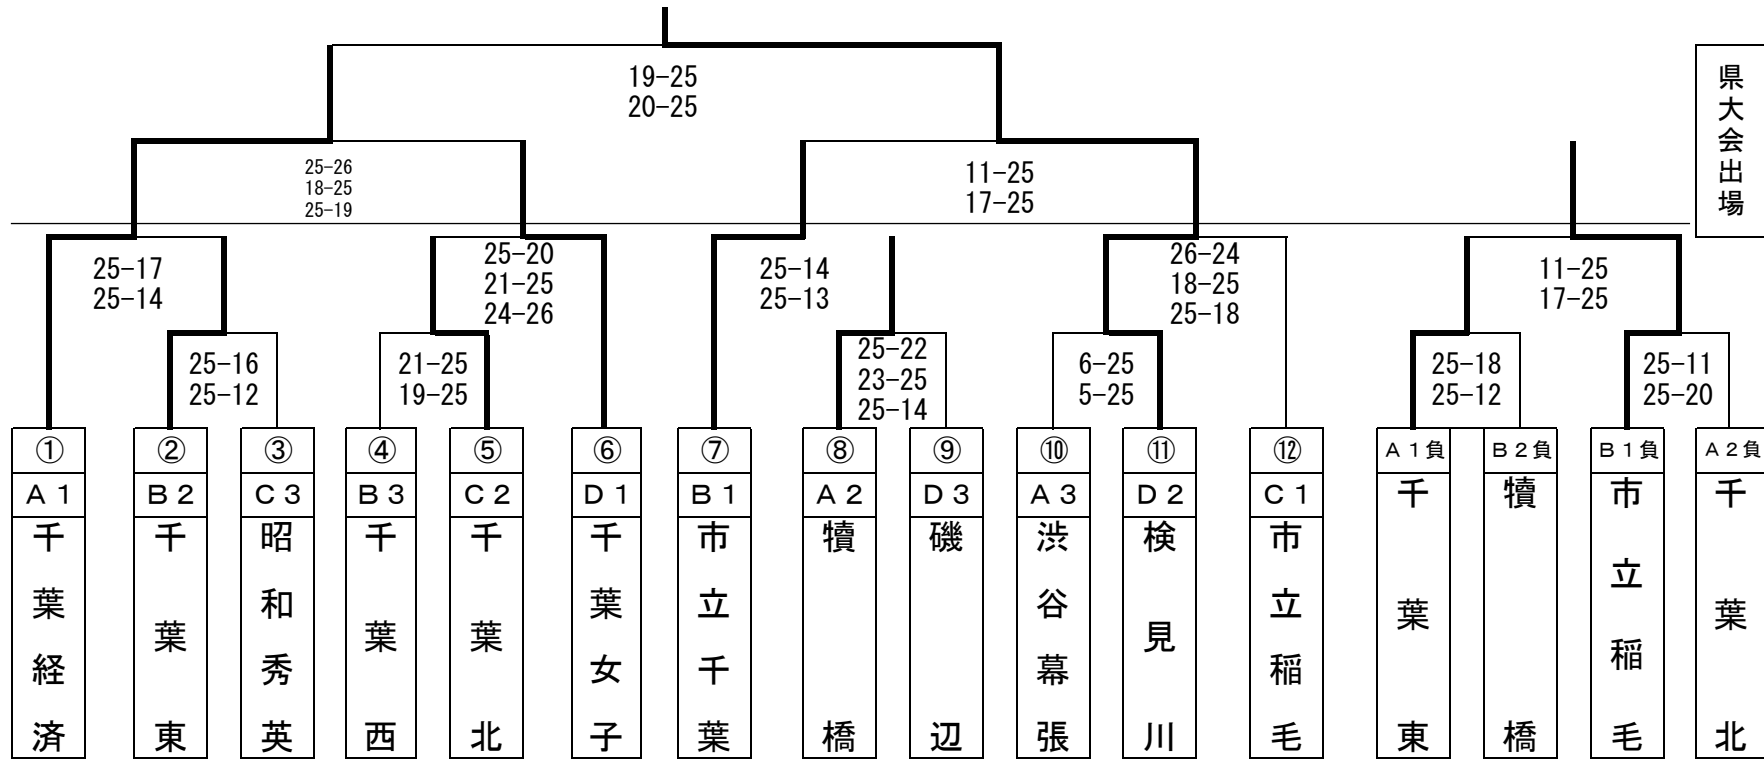 19-25
20-25
県大会出場
25-26
18-25
25-19
11-25
17-25
25-17
25-14
25-20
21-25
24-26
25-14
25-13
26-24
18-25
25-18
11-25
17-25
25-16
25-12
21-25
19-25
25-22
23-25
25-14
6-25
5-25
25-18
25-12
25-11
25-20
① ② ③ ④ ⑤ ⑥ ⑦ ⑧ ⑨ ⑩ ⑪ ⑫ A1負 B2負 B1負 A2負
A1 B2 C3 B3 C2 D1 B1 A2 D3 A3 D2 C1
千葉経済
千葉東
昭和秀英
千葉西
千葉北
千葉女子
市立千葉
犢橋
磯辺
渋谷幕張
検見川
市立稲毛
千葉東
犢橋
市立稲毛
千葉北